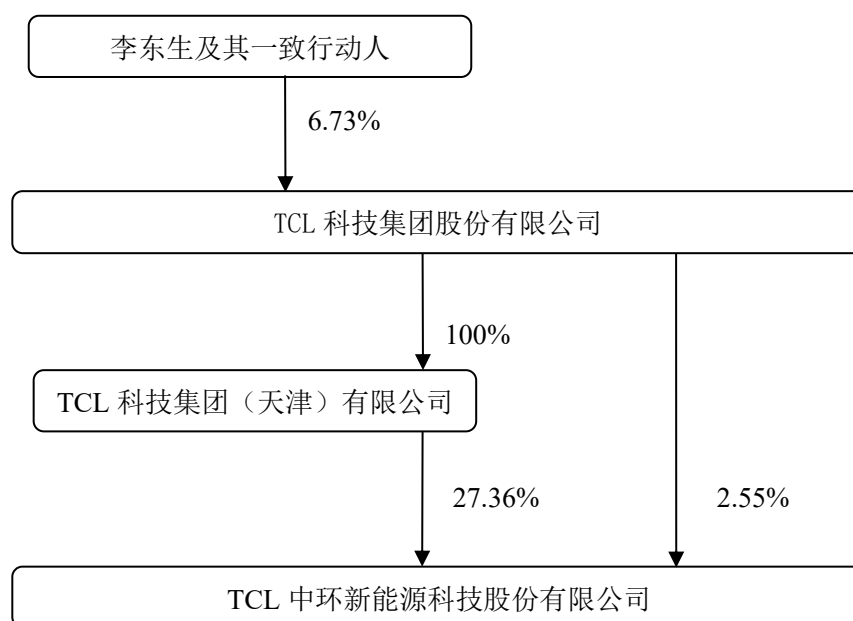 李东生及其一致行动人
6.73%
TCL 科技集团股份有限公司
100%
TCL 科技集团（天津）有限公司
27.36%
2.55%
TCL 中环新能源科技股份有限公司